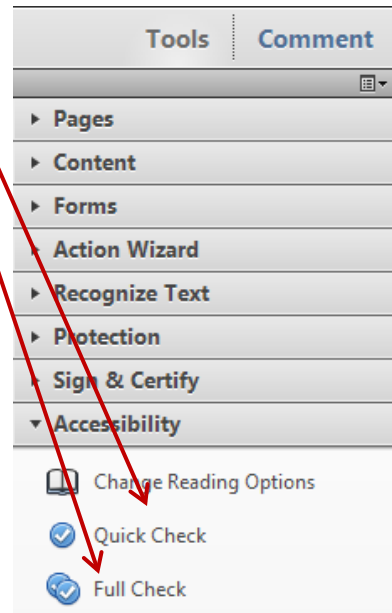 Tools Comment
Pages
Content
Forms
Action Wizard
Recognize Text
Protection
Sign & Certify
Accessibility
Change Reading Options
Quick Check
Full Check